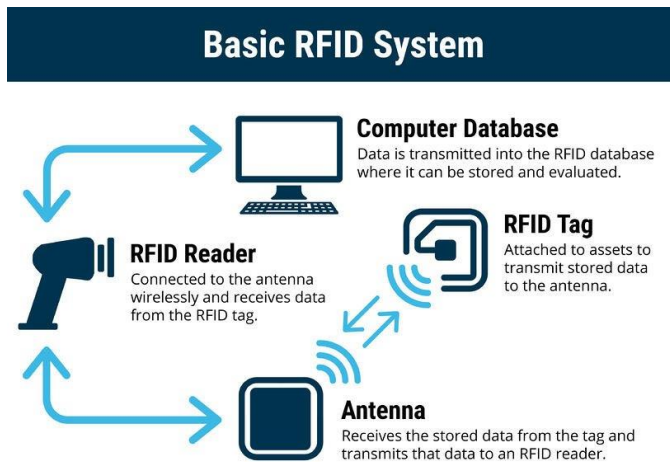 Basic RFID System
Computer Database
Data is transmitted into the RFID database
where it can be stored and evaluated.
RFID Tag
Attached to assets to
transmit stored data
to the antenna.
RFID Reader
Connected to the antenna
wirelessly and receives data
from the RFID tag.
Antenna
Receives the stored data from the tag and
transmits that data to an RFID reader.